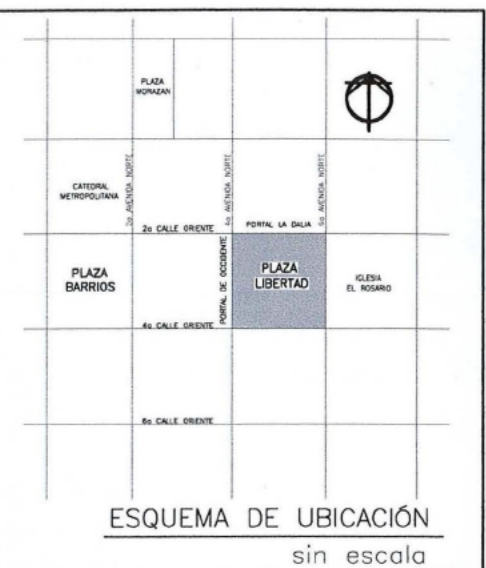 PLAZA
MORAZAN
CATEDRAL
METROPOLITANA
2a AVENIDA NORTE
4a AVENIDA NORTE
6a AVENIDA NORTE
2a CALLE ORIENTE
PORTAL LA DALIA
PLAZA
BARRIOS
PORTAL DE OCCIDENTE
PLAZA
LIBERTAD
IGLESIA
EL ROSARIO
4a CALLE ORIENTE
6a CALLE ORIENTE
ESQUEMA DE UBICACIÓN
sin escala